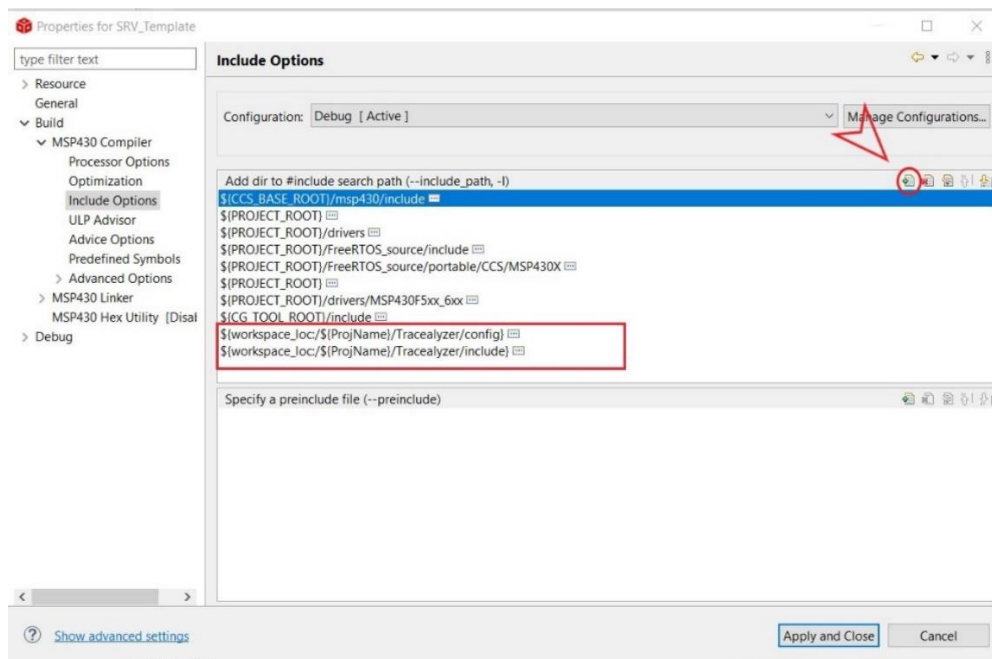 Properties for SRV_Template
type filter text
Resource
General
Build
MSP430 Compiler
Processor Options
Optimization
Include Options
ULP Advisor
Advice Options
Predefined Symbols
Advanced Options
MSP430 Linker
MSP430 Hex Utility [Disal
Debug
Include Options
Configuration: Debug [ Active ]
Manage Configurations...
Add dir to #include search path (--include_path, -I)
${CCS_BASE_ROOT}/msp430/include
${PROJECT_ROOT}
${PROJECT_ROOT}/drivers
${PROJECT_ROOT}/FreeRTOS_source/include
${PROJECT_ROOT}/FreeRTOS_source/portable/CCS/MSP430X
${PROJECT_ROOT}
${PROJECT_ROOT}/drivers/MSP430F5xx_6xx
${CG_TOOL_ROOT}/include
${workspace_loc:/${ProjName}/Tracealyzer/config}
${workspace_loc:/${ProjName}/Tracealyzer/include}
Specify a preinclude file (--preinclude)
Show advanced settings
Apply and Close
Cancel